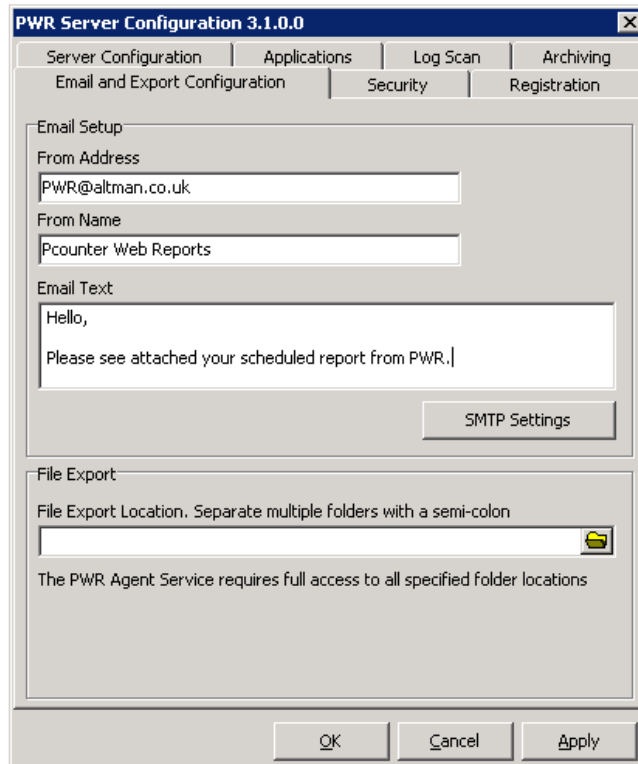 PWR Server Configuration 3.1.0.0
Server Configuration
Applications
Log Scan
Archiving
Email and Export Configuration
Security
Registration
Email Setup
From Address
PWR@altman.co.uk
From Name
Pcounter Web Reports
Email Text
Hello,
Please see attached your scheduled report from PWR.
SMTP Settings
File Export
File Export Location. Separate multiple folders with a semi-colon
The PWR Agent Service requires full access to all specified folder locations
OK
Cancel
Apply